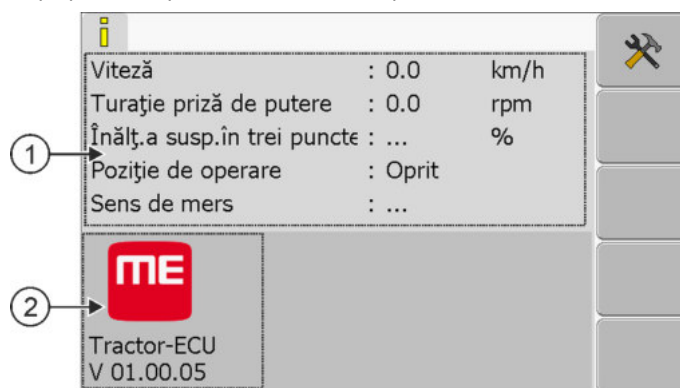 Viteză : 0.0 km/h
Turaţie priză de putere : 0.0 rpm
Înălţ.a susp.în trei puncte : ... %
Poziţie de operare : Oprit
Sens de mers : ...
1
ME
2
Tractor-ECU
V 01.00.05